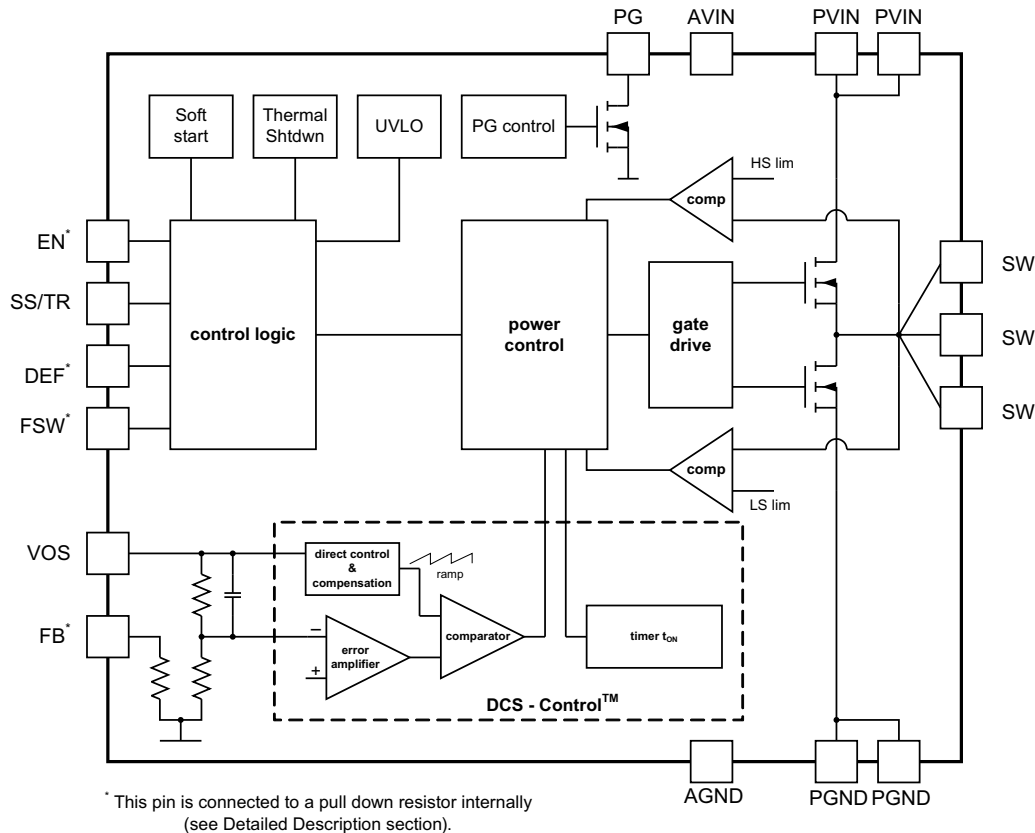 PG AVIN PVIN PVIN
Soft
start
Thermal
Shtdwn
UVLO
PG control
HS lim
comp
EN*
SS/TR
DEF*
FSW*
control logic
power
control
gate
drive
SW
SW
SW
comp
LS lim
VOS
FB*
direct control
&
compensation
ramp
comparator
−
+
error
amplifier
timer tON
DCS - Control™
AGND PGND PGND
* This pin is connected to a pull down resistor internally
(see Detailed Description section).